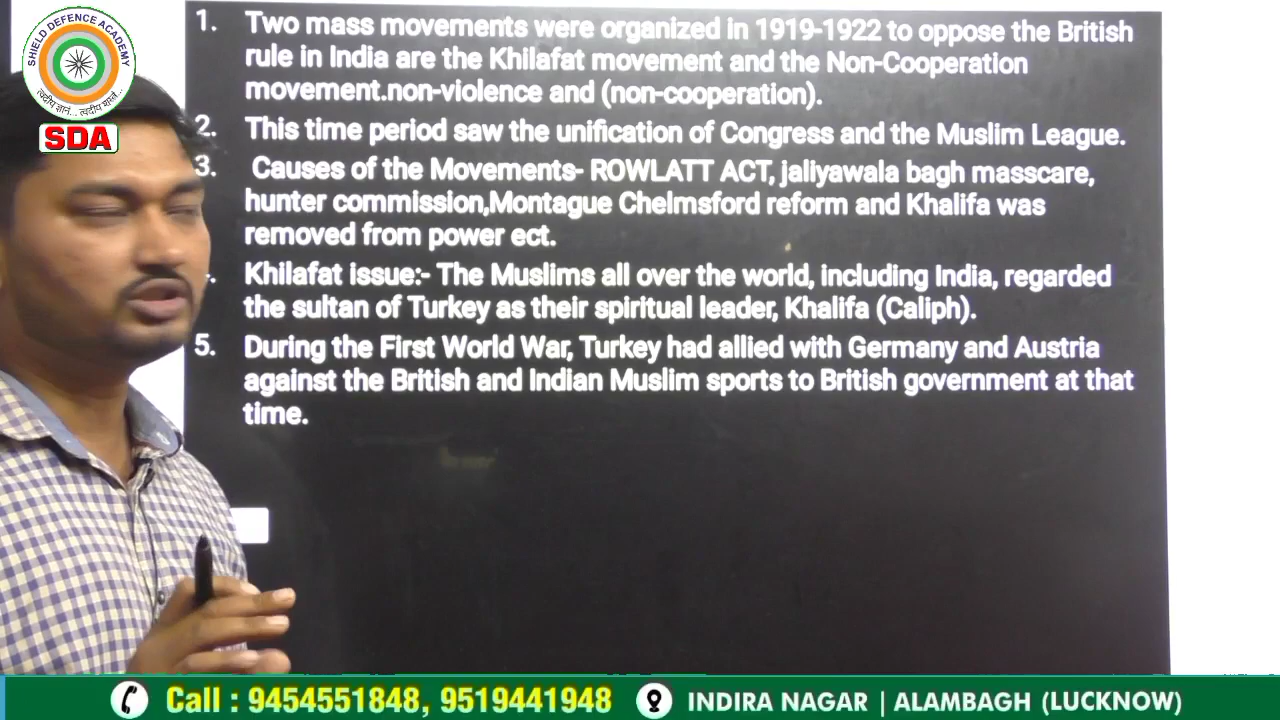 SHIELD DEFENCE ACADEMY
SDA
1. Two mass movements were organized in 1919-1922 to oppose the British
rule in India are the Khilafat movement and the Non-Cooperation
movement.non-violence and (non-cooperation).
2. This time period saw the unification of Congress and the Muslim League.
3. Causes of the Movements- ROWLATT ACT, jaliyawala bagh masscare,
hunter commission,Montague Chelmsford reform and Khalifa was
removed from power ect.
. Khilafat issue:- The Muslims all over the world, including India, regarded
the sultan of Turkey as their spiritual leader, Khalifa (Caliph).
5. During the First World War, Turkey had allied with Germany and Austria
against the British and Indian Muslim sports to British government at that
time.
Call : 9454551848, 9519441948
INDIRA NAGAR | ALAMBAGH (LUCKNOW)